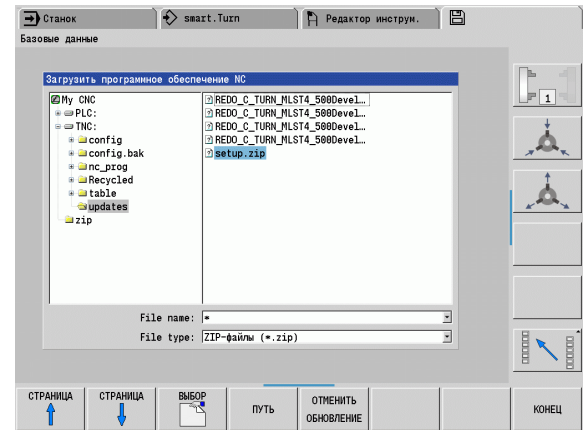 Станок
smart.Turn
Редактор инструм.
Базовые данные
Загрузить программное обеспечение NC
My CNC
PLC:
TNC:
config
config.bak
nc_prog
Recycled
table
updates
zip
REDO_C_TURN_MLST4_500Devel…
REDO_C_TURN_MLST4_500Devel…
REDO_C_TURN_MLST4_500Devel…
REDO_C_TURN_MLST4_500Devel…
setup.zip
File name: *
File type: ZIP-файлы (*.zip)
1
СТРАНИЦА
СТРАНИЦА
ВЫБОР
ПУТЬ
ОТМЕНИТЬ
ОБНОВЛЕНИЕ
КОНЕЦ